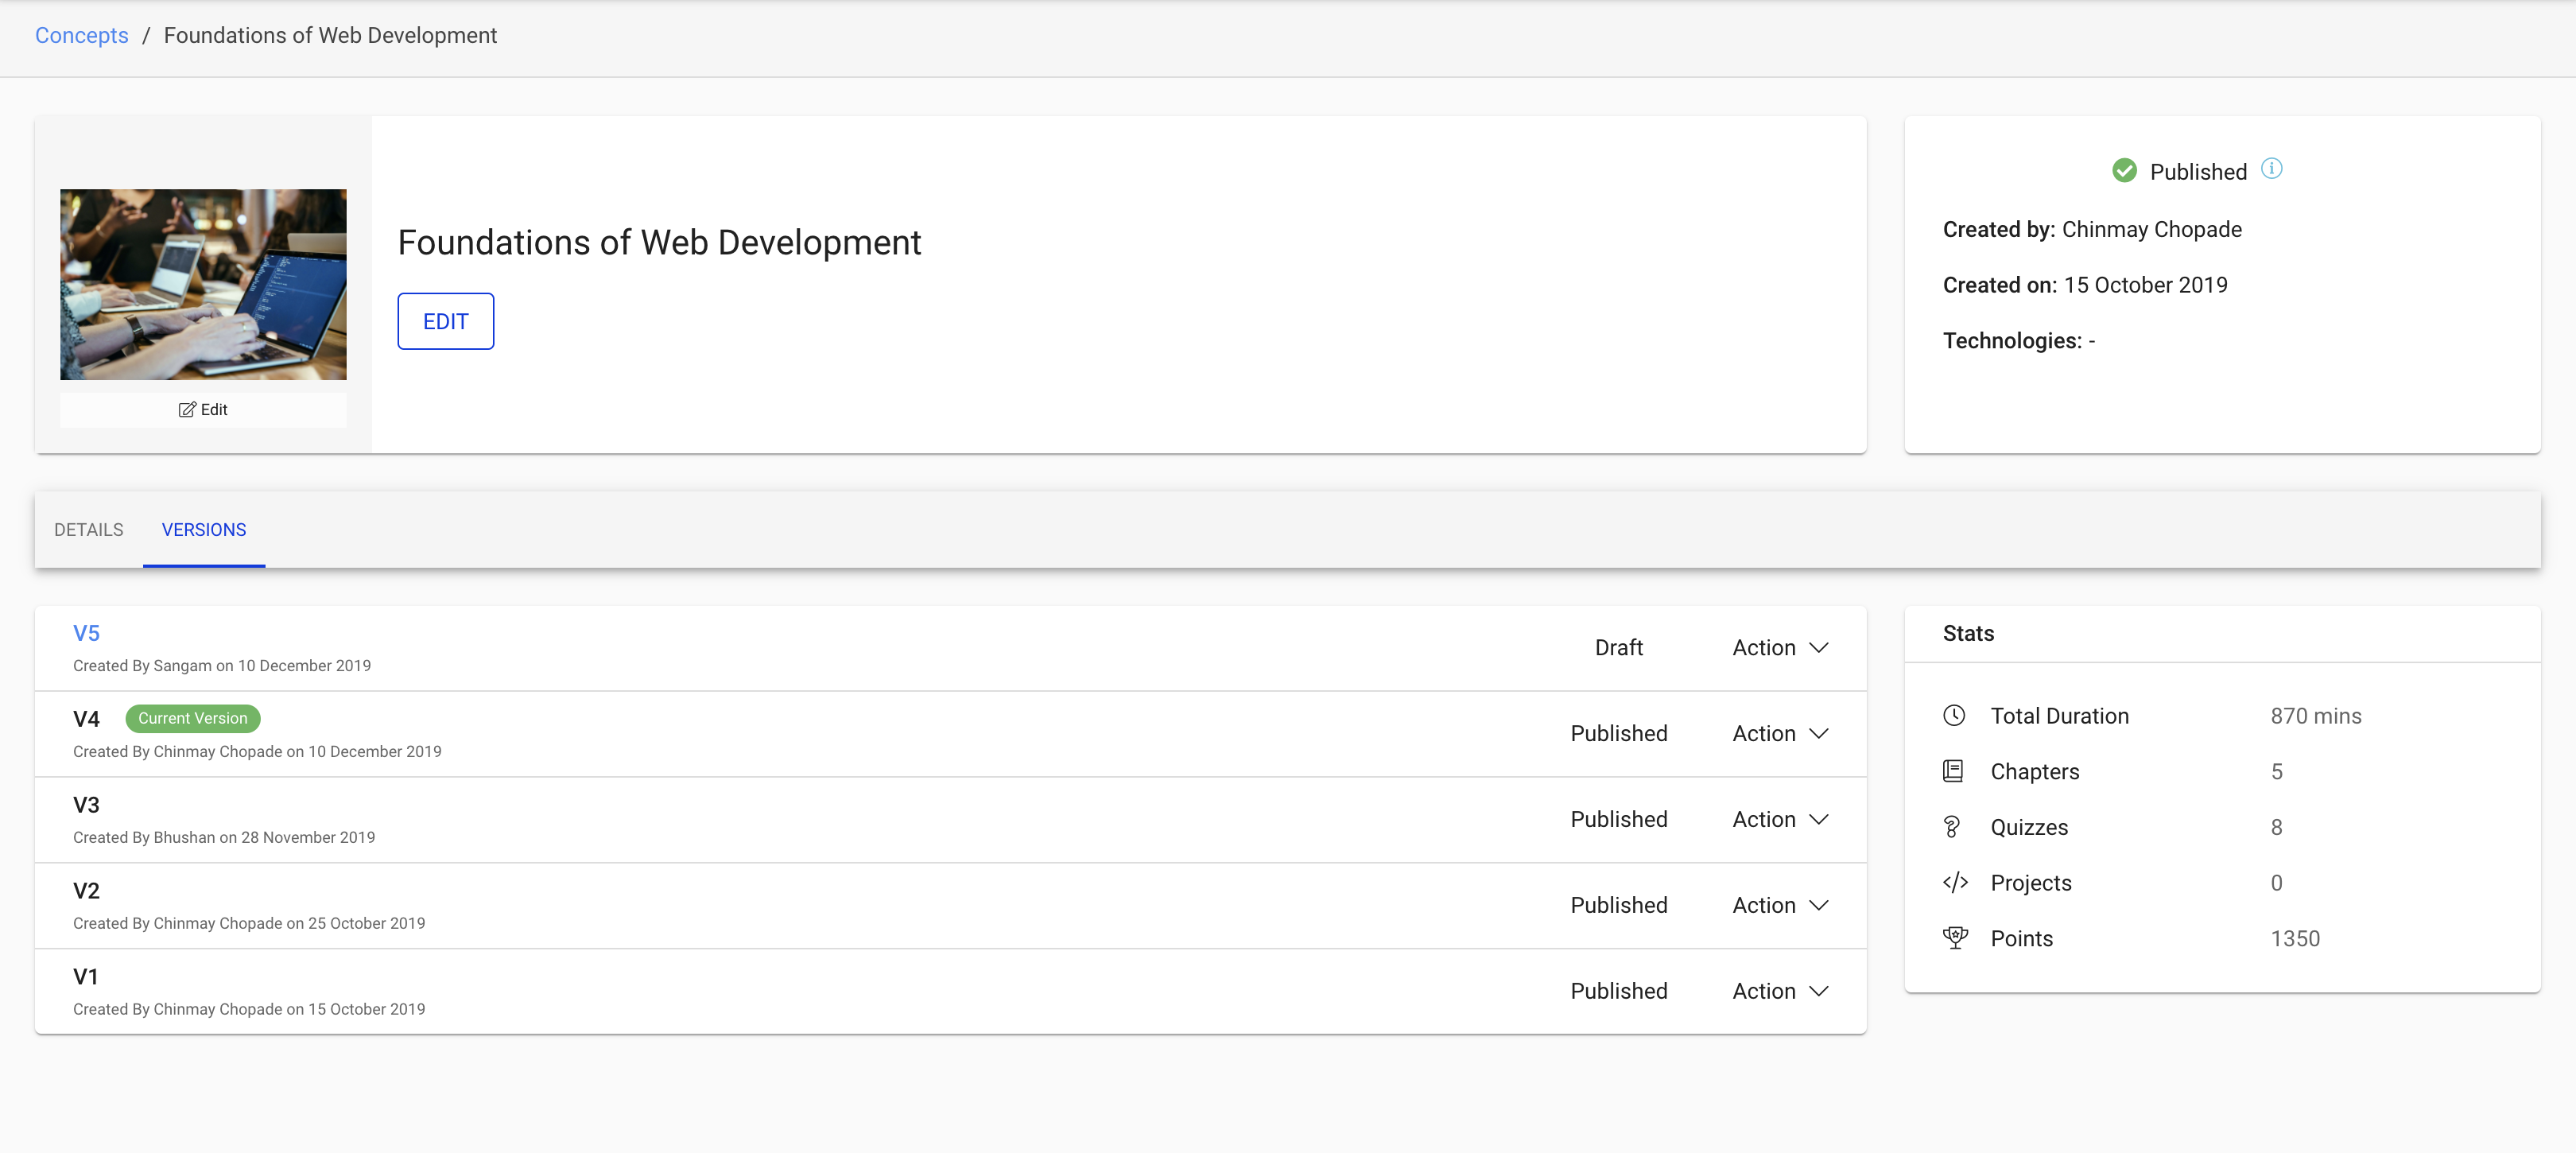 Concepts / Foundations of Web Development
Foundations of Web Development
EDIT
Edit
Published
Created by: Chinmay Chopade
Created on: 15 October 2019
Technologies: -
DETAILS VERSIONS
V5
Created By Sangam on 10 December 2019
Draft Action
V4 Current Version
Created By Chinmay Chopade on 10 December 2019
Published Action
V3
Created By Bhushan on 28 November 2019
Published Action
V2
Created By Chinmay Chopade on 25 October 2019
Published Action
V1
Created By Chinmay Chopade on 15 October 2019
Published Action
Stats
Total Duration 870 mins
Chapters 5
Quizzes 8
Projects 0
Points 1350